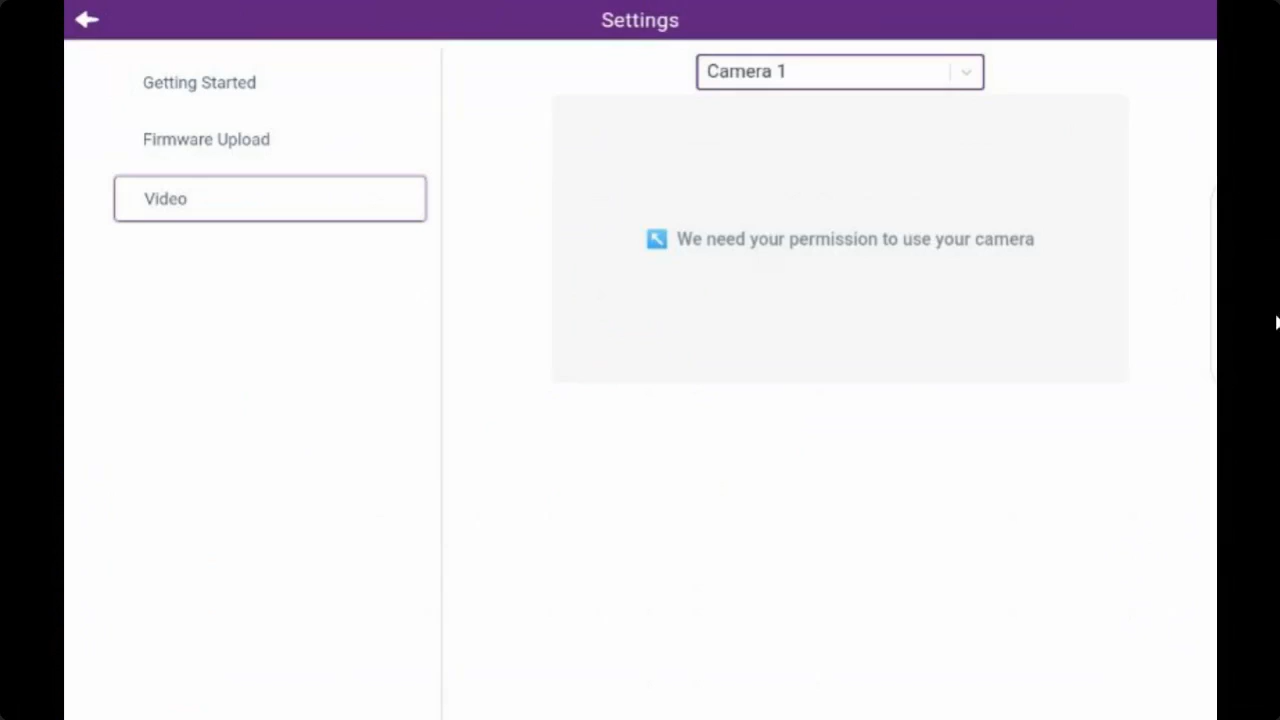 Settings
Getting Started
Firmware Upload
Video
Camera 1
We need your permission to use your camera